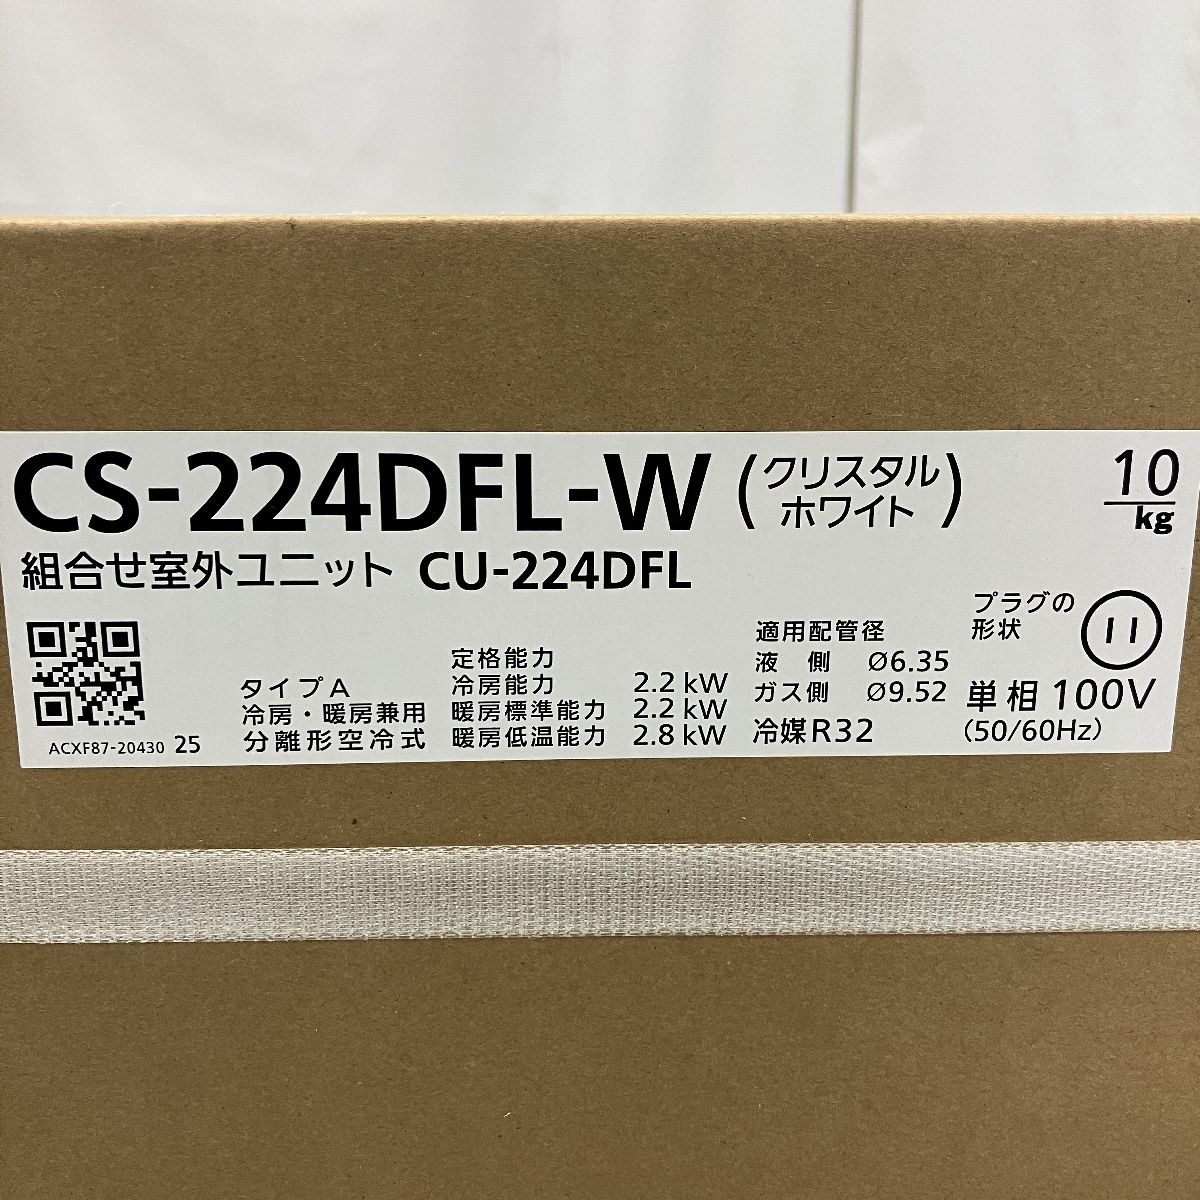 CS-224DFL-W (クリスタル
ホワイト)
10
kg
組合せ室外ユニット CU-224DFL
ACXF87-20430 25
タイプA
冷房・暖房兼用
分離形空冷式
定格能力
冷房能力 2.2 kW
暖房標準能力 2.2 kW
暖房低温能力 2.8 kW
適用配管径
液 側 Ø6.35
ガス側 Ø9.52
冷媒R32
プラグの
形状
単相 100V
(50/60Hz)